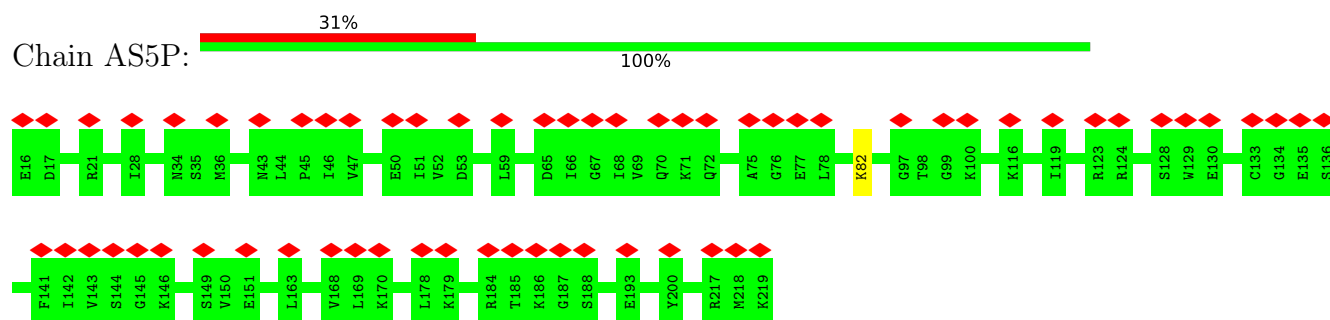 31%
Chain AS5P:
100%
E16 D17 R21 I28 N34 S35 M36 N43 L44 P45 I46 V47 E50 I51 V52 D53 L59 D65 I66 G67 I68 V69 Q70 K71 Q72 A75 G76 E77 L78 K82 G97 T98 G99 K100 K116 I119 R123 R124 S128 W129 E130 C133 G134 E135 S136
F141 I142 V143 S144 G145 K146 S149 V150 E151 L163 V168 L169 K170 L178 K179 R184 T185 K186 G187 S188 E193 Y200 R217 M218 K219